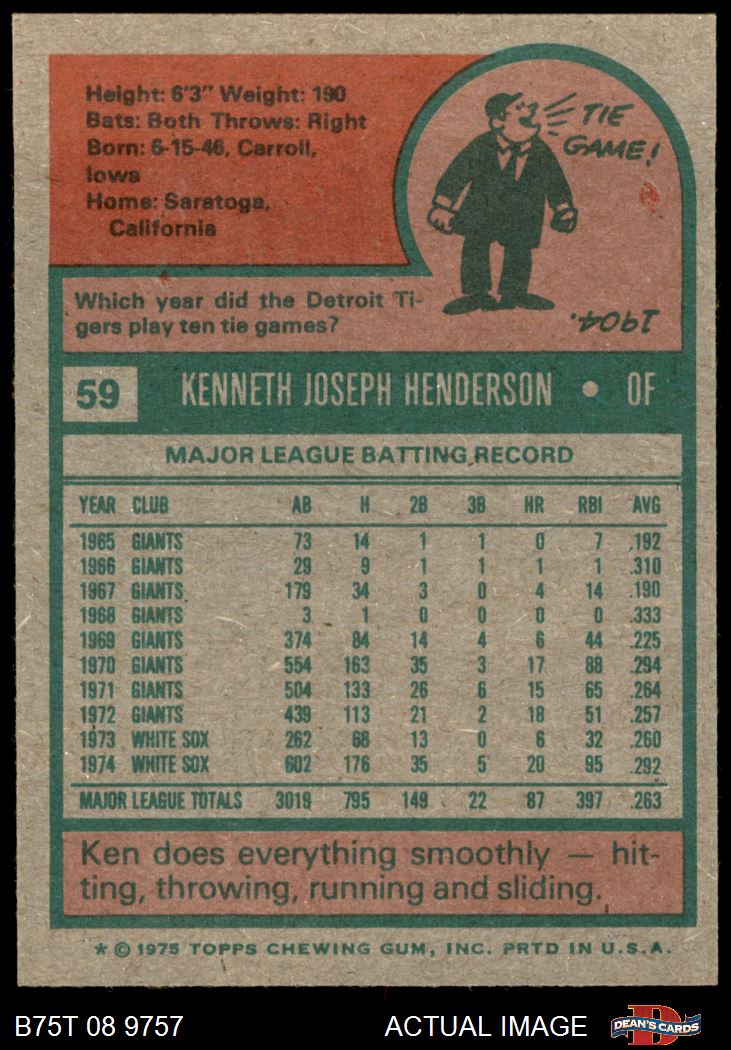 Height: 6'3" Weight: 190
Bats: Both Throws: Right
Born: 6-15-46, Carroll,
Iowa
Home: Saratoga,
California
TIE
GAME!
Which year did the Detroit Ti-
gers play ten tie games?
1904.
59 KENNETH JOSEPH HENDERSON • OF
MAJOR LEAGUE BATTING RECORD
YEAR CLUB AB H 2B 3B HR RBI AVG
1965 GIANTS 73 14 1 1 0 7 .192
1966 GIANTS 29 9 1 1 1 1 .310
1967 GIANTS 179 34 3 0 4 14 .190
1968 GIANTS 3 1 0 0 0 0 .333
1969 GIANTS 374 84 14 4 6 44 .225
1970 GIANTS 554 163 35 3 17 88 .294
1971 GIANTS 504 133 26 6 15 65 .264
1972 GIANTS 439 113 21 2 18 51 .257
1973 WHITE SOX 262 68 13 0 6 32 .260
1974 WHITE SOX 602 176 35 5 20 95 .292
MAJOR LEAGUE TOTALS 3019 795 149 22 87 397 .263
Ken does everything smoothly — hit-
ting, throwing, running and sliding.
* © 1975 TOPPS CHEWING GUM, INC. PRTD IN U.S.A.
B75T 08 9757 ACTUAL IMAGE DEAN'S CARDS